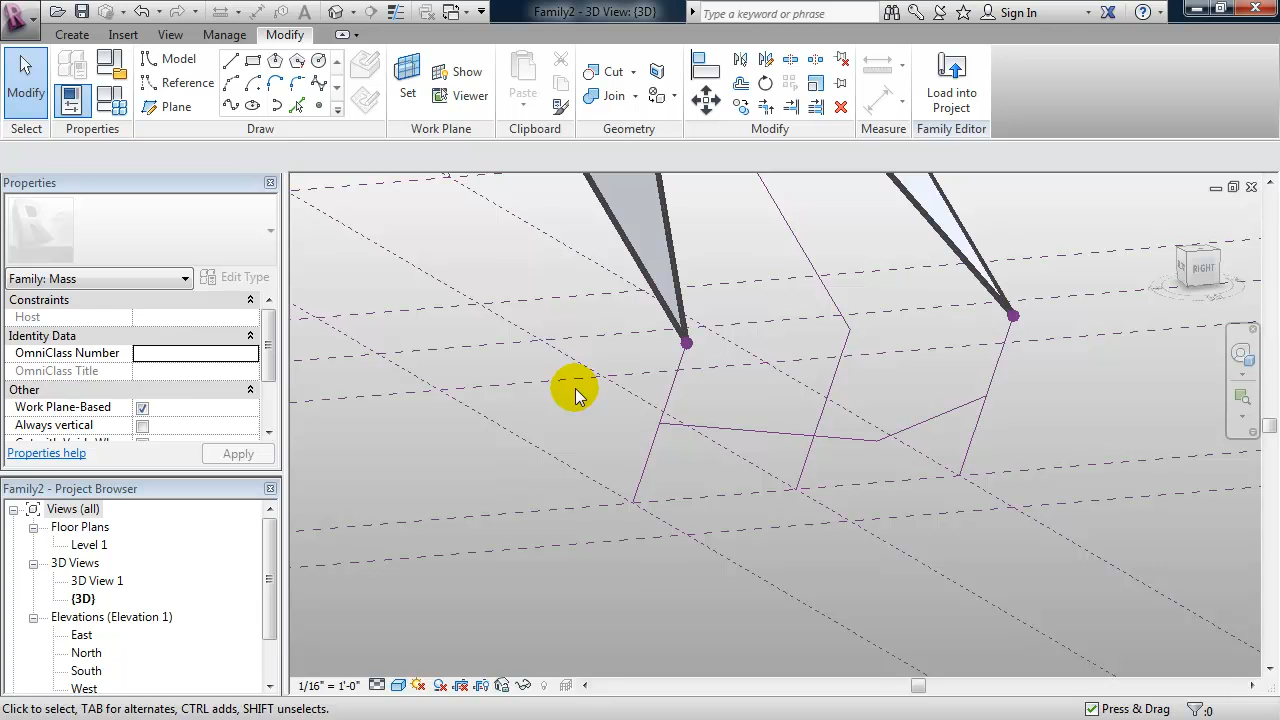 Family2 - 3D View: {3D}
Type a keyword or phrase
Sign In
Create
Insert
View
Manage
Modify
Modify
Model
Reference
Plane
Set
Show
Viewer
Paste
Cut
Join
Load into
Project
Select
Properties
Draw
Work Plane
Clipboard
Geometry
Modify
Measure
Family Editor
Properties
Family: Mass
Edit Type
Constraints
Host
Identity Data
OmniClass Number
OmniClass Title
Other
Work Plane-Based
Always vertical
Properties help
Apply
Family2 - Project Browser
Views (all)
Floor Plans
Level 1
3D Views
3D View 1
{3D}
Elevations (Elevation 1)
East
North
South
West
RIGHT
1/16" = 1'-0"
Click to select, TAB for alternates, CTRL adds, SHIFT unselects.
Press & Drag
:0